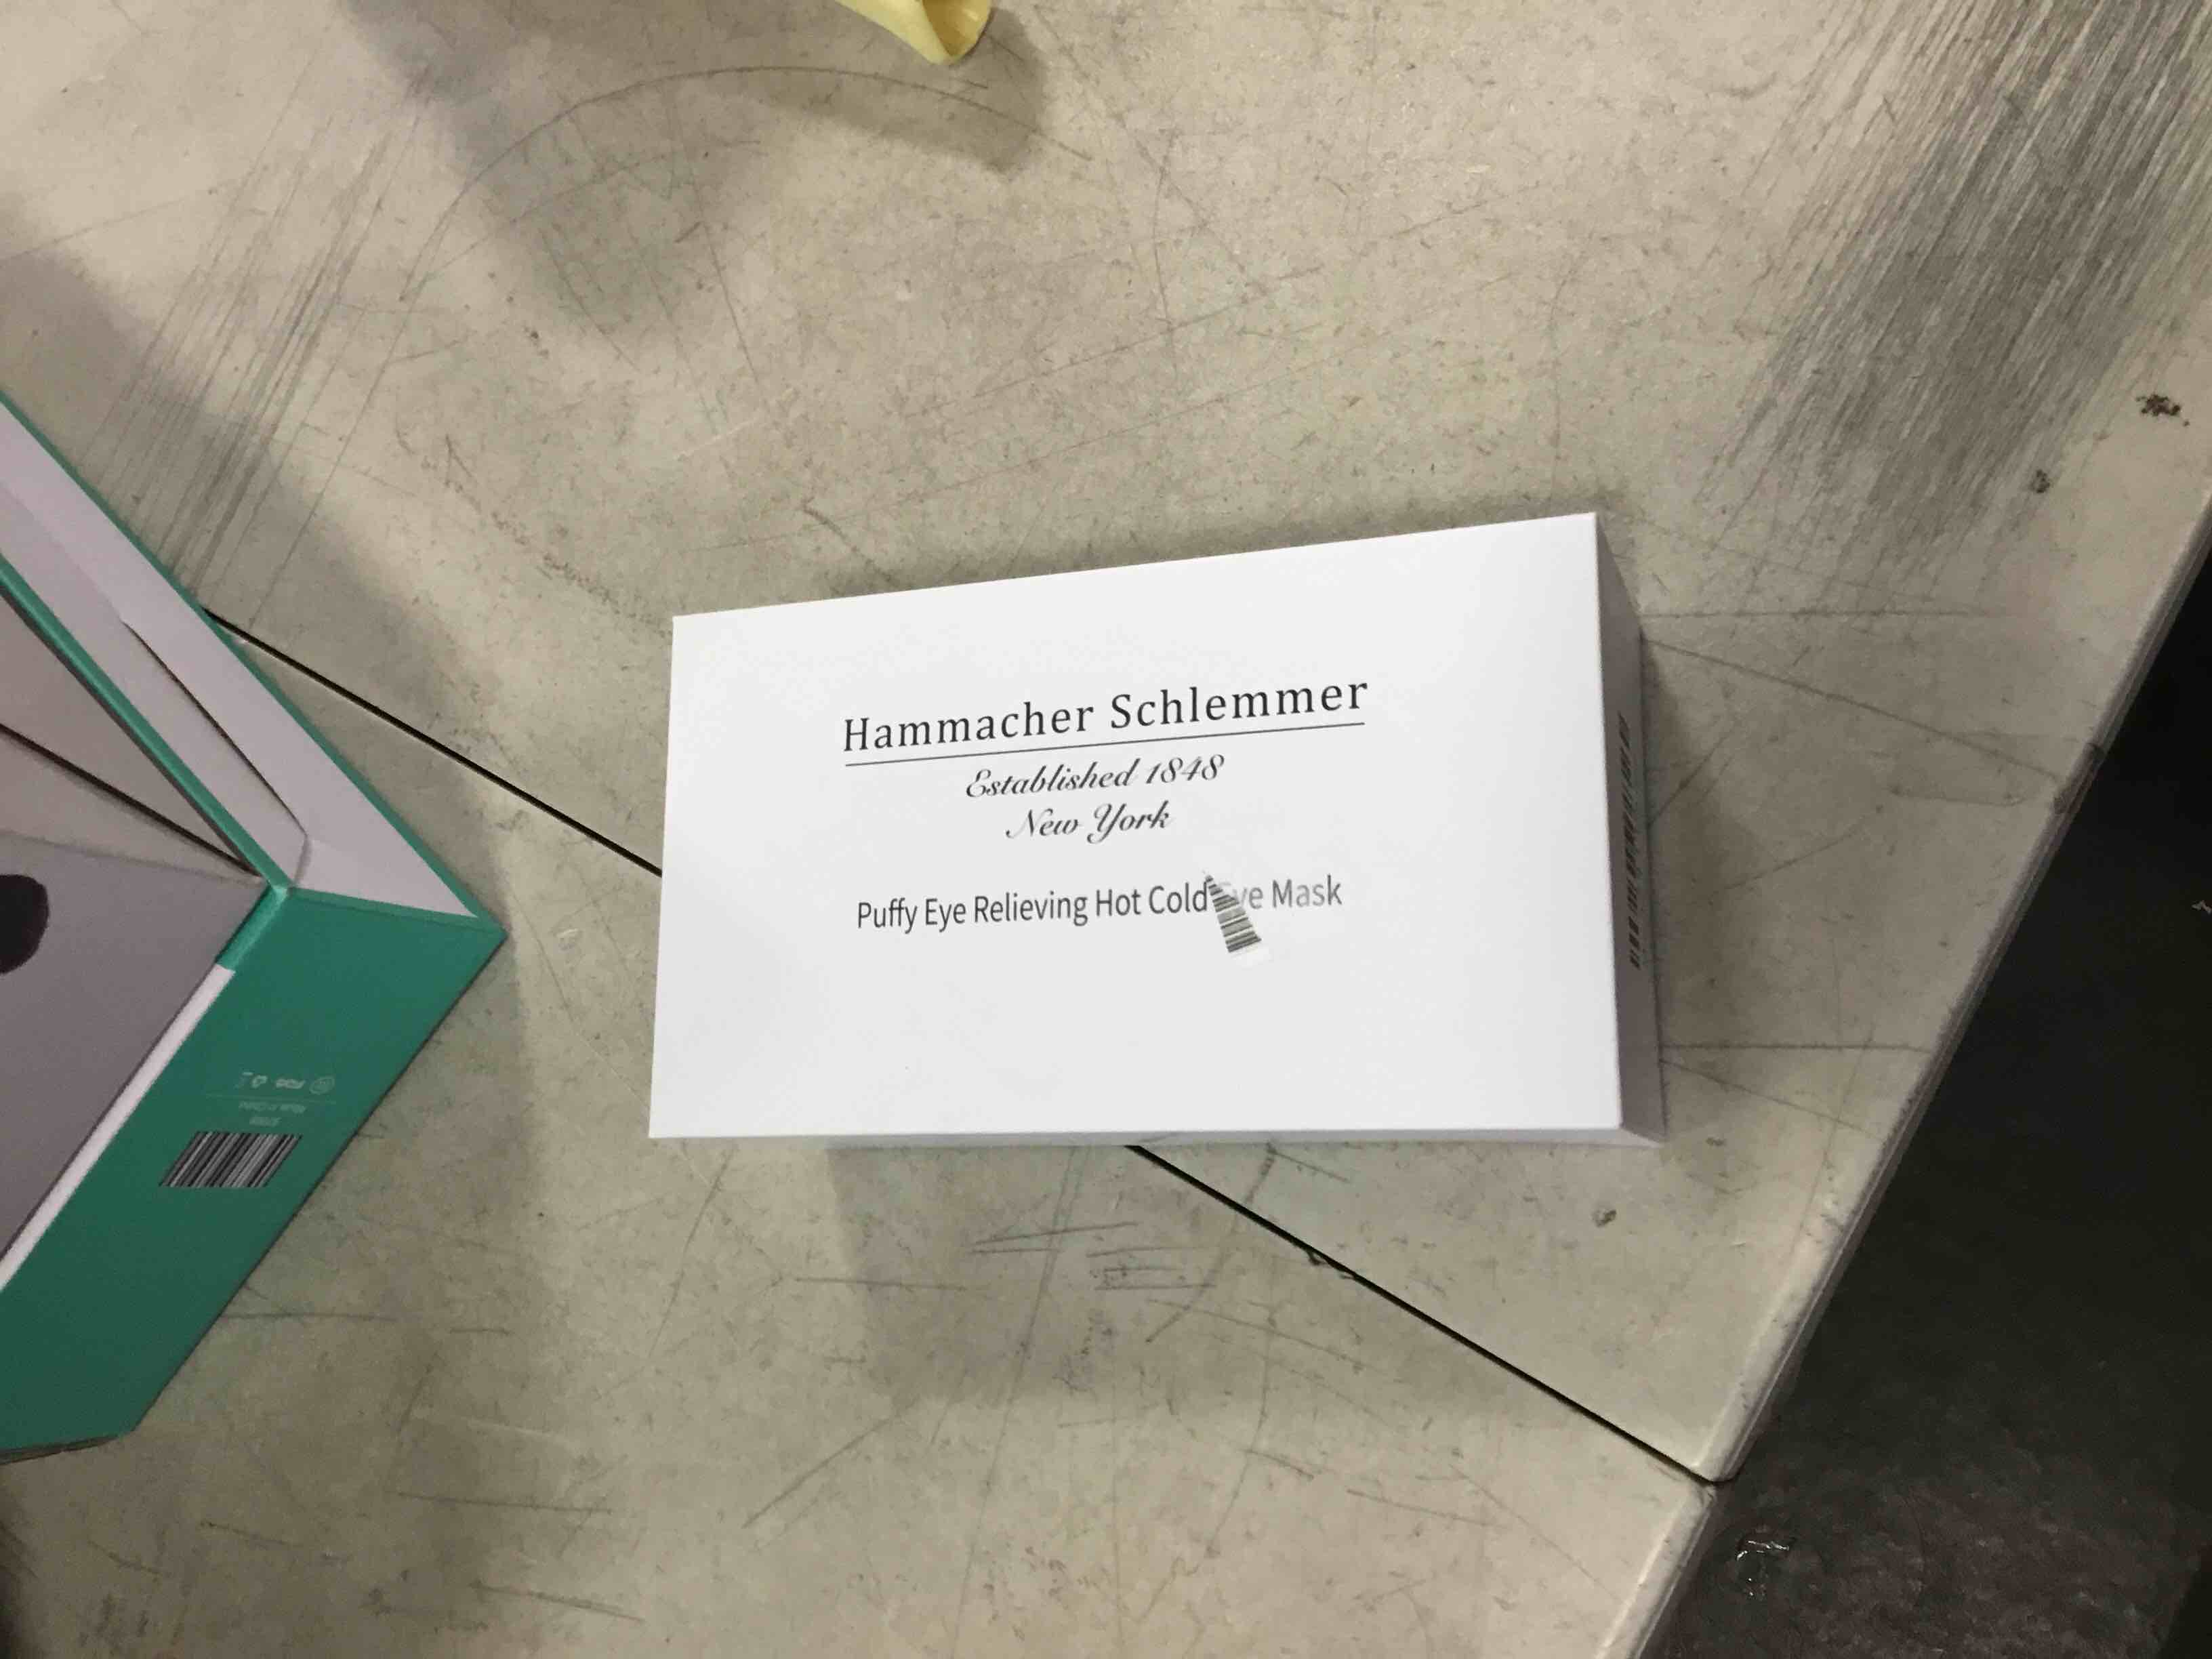 Hammacher Schlemmer
Established 1848
New York
Puffy Eye Relieving Hot Cold Eye Mask